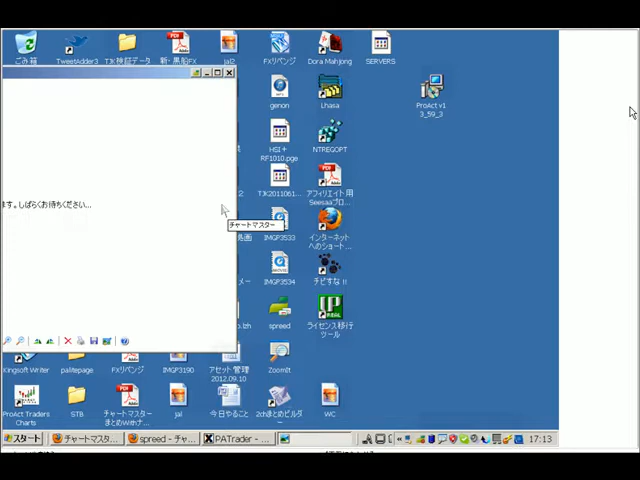 ごみ箱
TweetAdder3
TJK検証データ
新・黒船FX
jal2
FXリベンジ
Dora Mahjong
SERVERS
genon
Lhasa
ProAct v1
3_59_3
HSI＋
RF1010.pge
NTREGOPT
ます。しばらくお待ちください...
TJK2011061...
アフィリエイト用
Seesaaブロ...
チャートマスター
IMGP3533
インターネット
へのショート...
IMGP3534
チビすな !!
spreed
ライセンス移行
ツール
Kingsoft Writer
palitepage
FXリベンジ
IMGP3190
アセット管理
2012.09.10
ZoomIt
ProAct Traders
Charts
STB
チャートマスター
まとめWithナ...
jal
今日やること
2chまとめビルダ
ー
WC
スタート
チャートマスタ...
spreed - チャ...
PATrader - ...
17:13